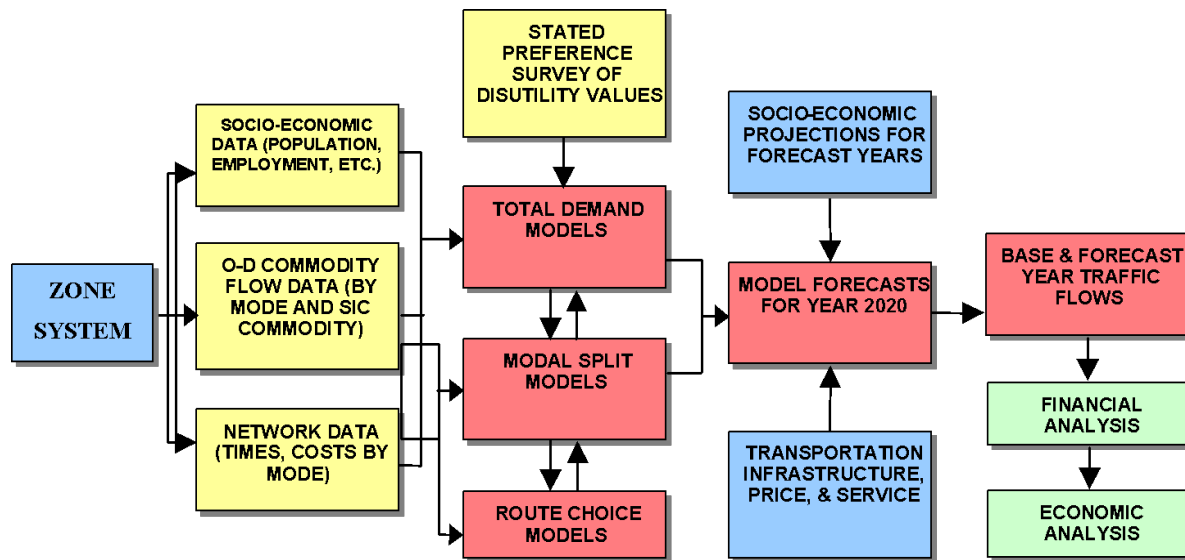 STATED
PREFERENCE
SURVEY OF
DISUTILITY VALUES
SOCIO-ECONOMIC
DATA (POPULATION,
EMPLOYMENT, ETC.)
SOCIO-ECONOMIC
PROJECTIONS FOR
FORECAST YEARS
TOTAL DEMAND
MODELS
ZONE
SYSTEM
O-D COMMODITY
FLOW DATA (BY
MODE AND SIC
COMMODITY)
MODEL FORECASTS
FOR YEAR 2020
BASE & FORECAST
YEAR TRAFFIC
FLOWS
MODAL SPLIT
MODELS
NETWORK DATA
(TIMES, COSTS BY
MODE)
FINANCIAL
ANALYSIS
TRANSPORTATION
INFRASTRUCTURE,
PRICE, & SERVICE
ROUTE CHOICE
MODELS
ECONOMIC
ANALYSIS